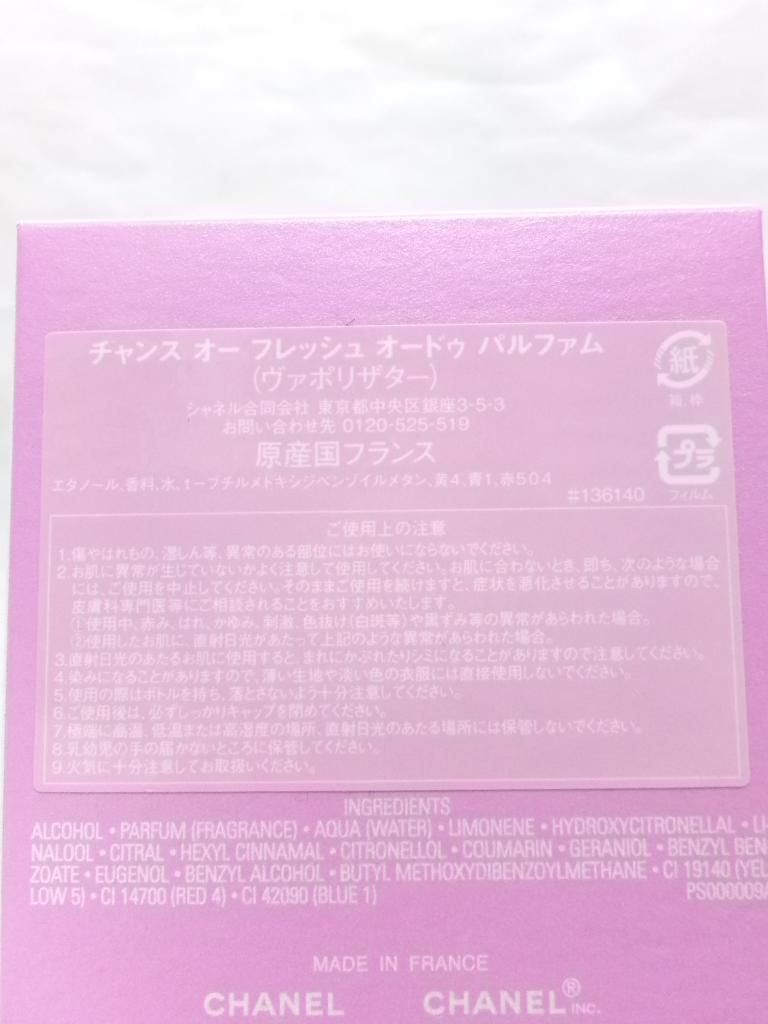 チャンス オー フレッシュ オードゥ パルファム
(ヴァポリザター)
シャネル合同会社 東京都中央区銀座3-5-3
お問い合わせ先 0120-525-519
原産国フランス
エタノール、香料、水、t-ブチルメトキシジベンゾイルメタン、黄4、青1、赤504
#136140
紙
箱、枠
プラ
フィルム
ご使用上の注意
1.傷やはれもの、湿しん等、異常のある部位にはお使いにならないでください。
2.お肌に異常が生じていないかよく注意して使用してください。お肌に合わないとき、即ち、次のような場合
には、ご使用を中止してください。そのままご使用を続けますと、症状を悪化させることがありますので、
皮膚科専門医等にご相談されることをおすすめいたします。
①使用中、赤み、はれ、かゆみ、刺激、色抜け(白斑等)や黒ずみ等の異常があらわれた場合。
②使用したお肌に、直射日光があたって上記のような異常があらわれた場合。
3.直射日光のあたるお肌に使用すると、まれにかぶれたりシミになることがありますので注意してください。
4.染みになることがありますので、薄い生地や淡い色の衣服には直接使用しないでください。
5.使用の際はボトルを持ち、落とさないよう十分注意してください。
6.ご使用後は、必ずしっかりキャップを閉めてください。
7.極端に高温、低温または高湿度の場所、直射日光のあたる場所には保管しないでください。
8.乳幼児の手の届かないところに保管してください。
9.火気に十分注意してお取扱いください。
INGREDIENTS
ALCOHOL • PARFUM (FRAGRANCE) • AQUA (WATER) • LIMONENE • HYDROXYCITRONELLAL • LI-
NALOOL • CITRAL • HEXYL CINNAMAL • CITRONELLOL • COUMARIN • GERANIOL • BENZYL BEN-
ZOATE • EUGENOL • BENZYL ALCOHOL • BUTYL METHOXYDIBENZOYLMETHANE • CI 19140 (YEL-
LOW 5) • CI 14700 (RED 4) • CI 42090 (BLUE 1)
PS000009A
MADE IN FRANCE
CHANEL CHANEL® INC.